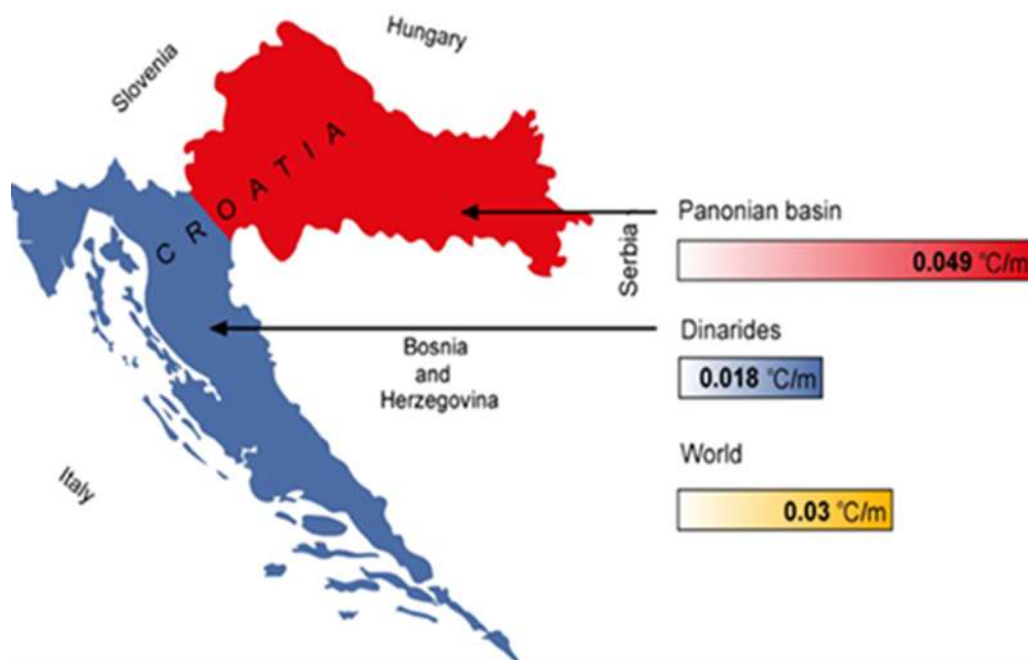 Hungary
Slovenia
CROATIA
Serbia
Panonian basin
0.049 °C/m
Dinarides
0.018 °C/m
Bosnia
and
Herzegovina
World
0.03 °C/m
Italy